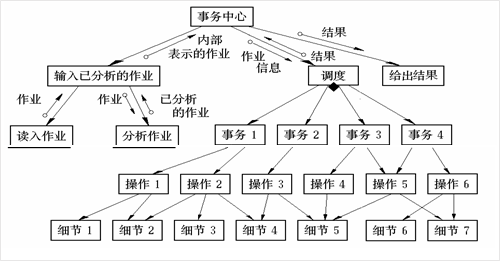 事务中心
结果
内部
表示的作业
结果
作业
信息
输入已分析的作业
调度
给出结果
作业
作业
已分析
的作业
读入作业
分析作业
事务 1
事务 2
事务 3
事务 4
操作 1
操作 2
操作 3
操作 4
操作 5
操作 6
细节 1
细节 2
细节 3
细节 4
细节 5
细节 6
细节 7